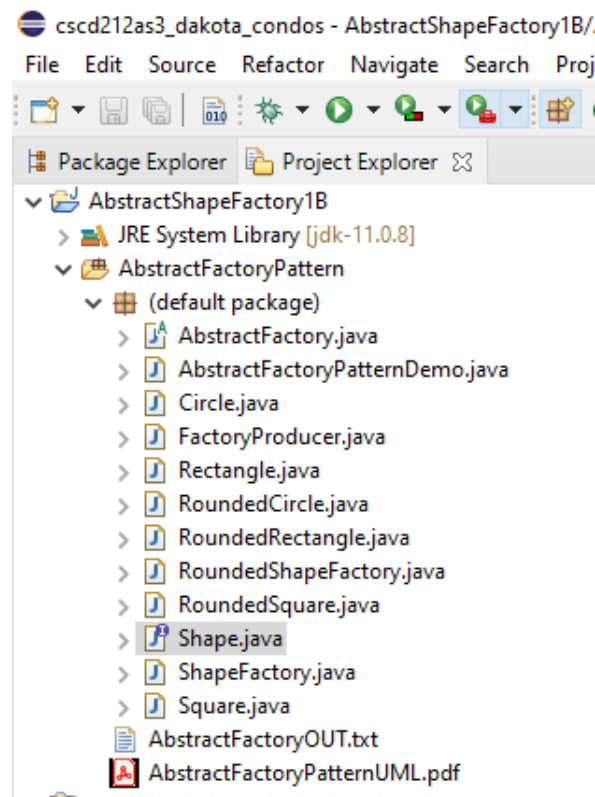 cscd212as3_dakota_condos - AbstractShapeFactory1B/
File Edit Source Refactor Navigate Search Proj
010
Package Explorer Project Explorer
AbstractShapeFactory1B
JRE System Library [jdk-11.0.8]
AbstractFactoryPattern
(default package)
AbstractFactory.java
AbstractFactoryPatternDemo.java
Circle.java
FactoryProducer.java
Rectangle.java
RoundedCircle.java
RoundedRectangle.java
RoundedShapeFactory.java
RoundedSquare.java
Shape.java
ShapeFactory.java
Square.java
AbstractFactoryOUT.txt
AbstractFactoryPatternUML.pdf